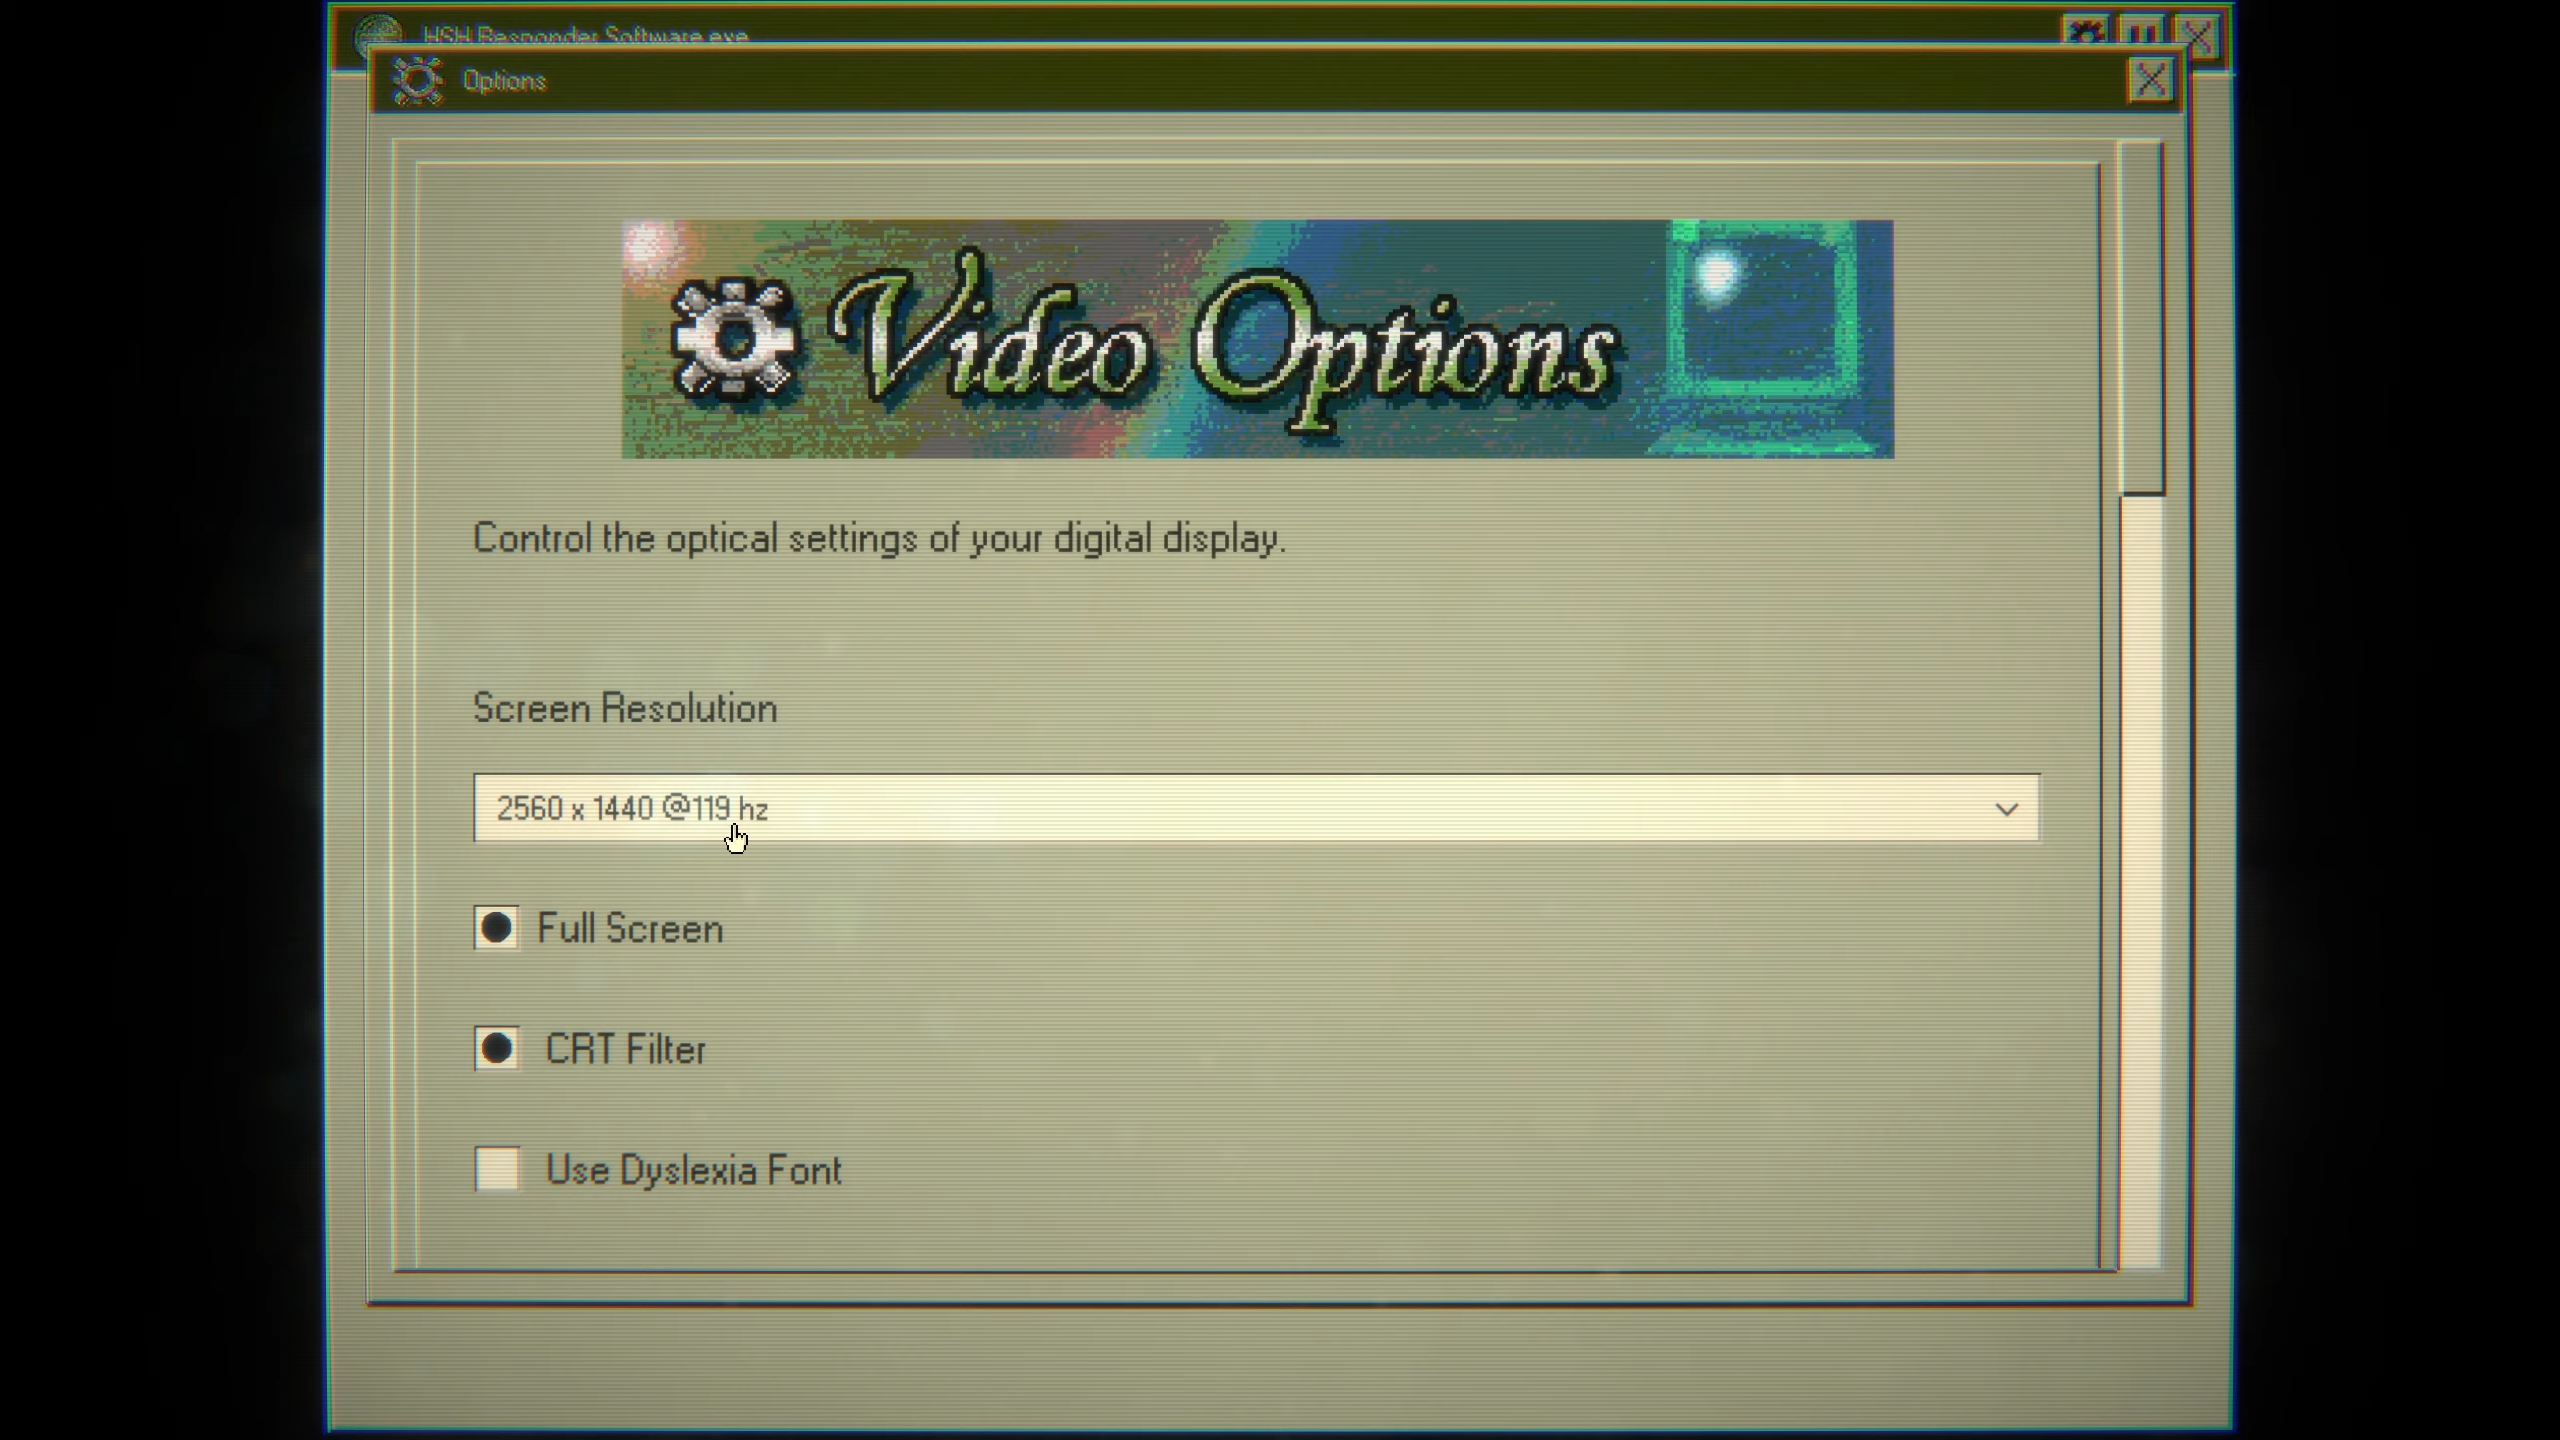 HSH Responder Software.exe
Options
Video Options
Control the optical settings of your digital display.
Screen Resolution
2560 x 1440 @119 hz
Full Screen
CRT Filter
Use Dyslexia Font